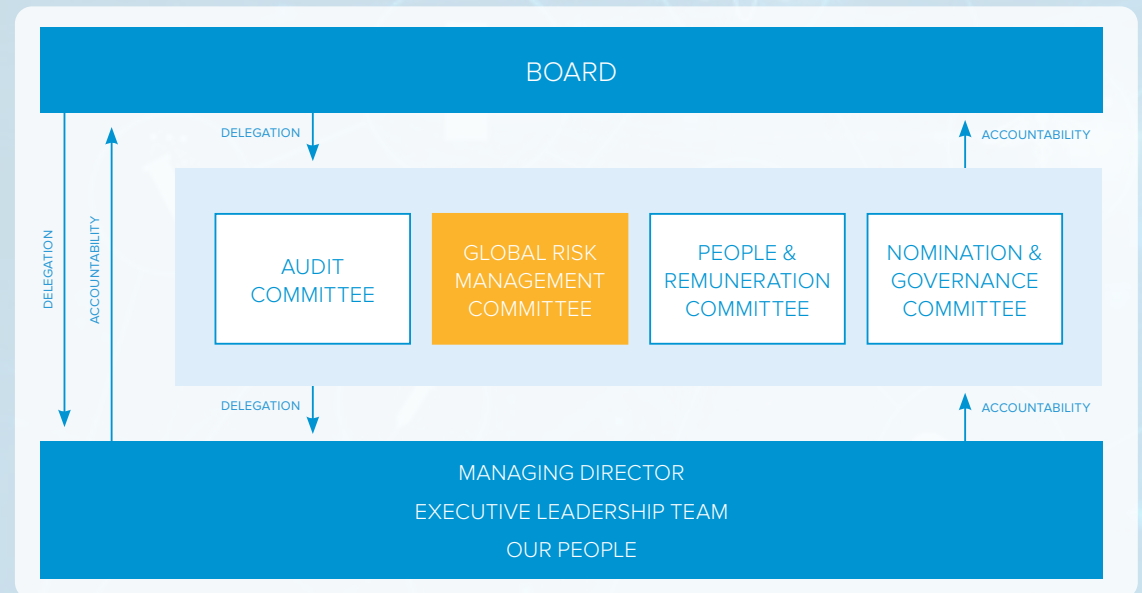 BOARD
DELEGATION
ACCOUNTABILITY
DELEGATION
ACCOUNTABILITY
AUDIT
COMMITTEE
GLOBAL RISK
MANAGEMENT
COMMITTEE
PEOPLE &
REMUNERATION
COMMITTEE
NOMINATION &
GOVERNANCE
COMMITTEE
DELEGATION
ACCOUNTABILITY
MANAGING DIRECTOR
EXECUTIVE LEADERSHIP TEAM
OUR PEOPLE